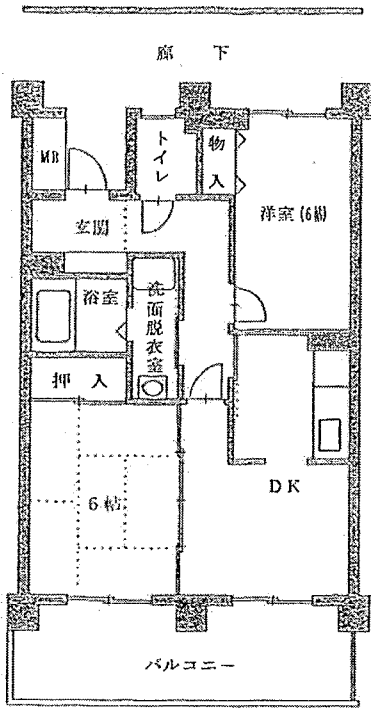 廊下
MB
トイレ
物入
洋室(6帖)
玄関
浴室
洗面脱衣室
押入
6帖
DK
バルコニー